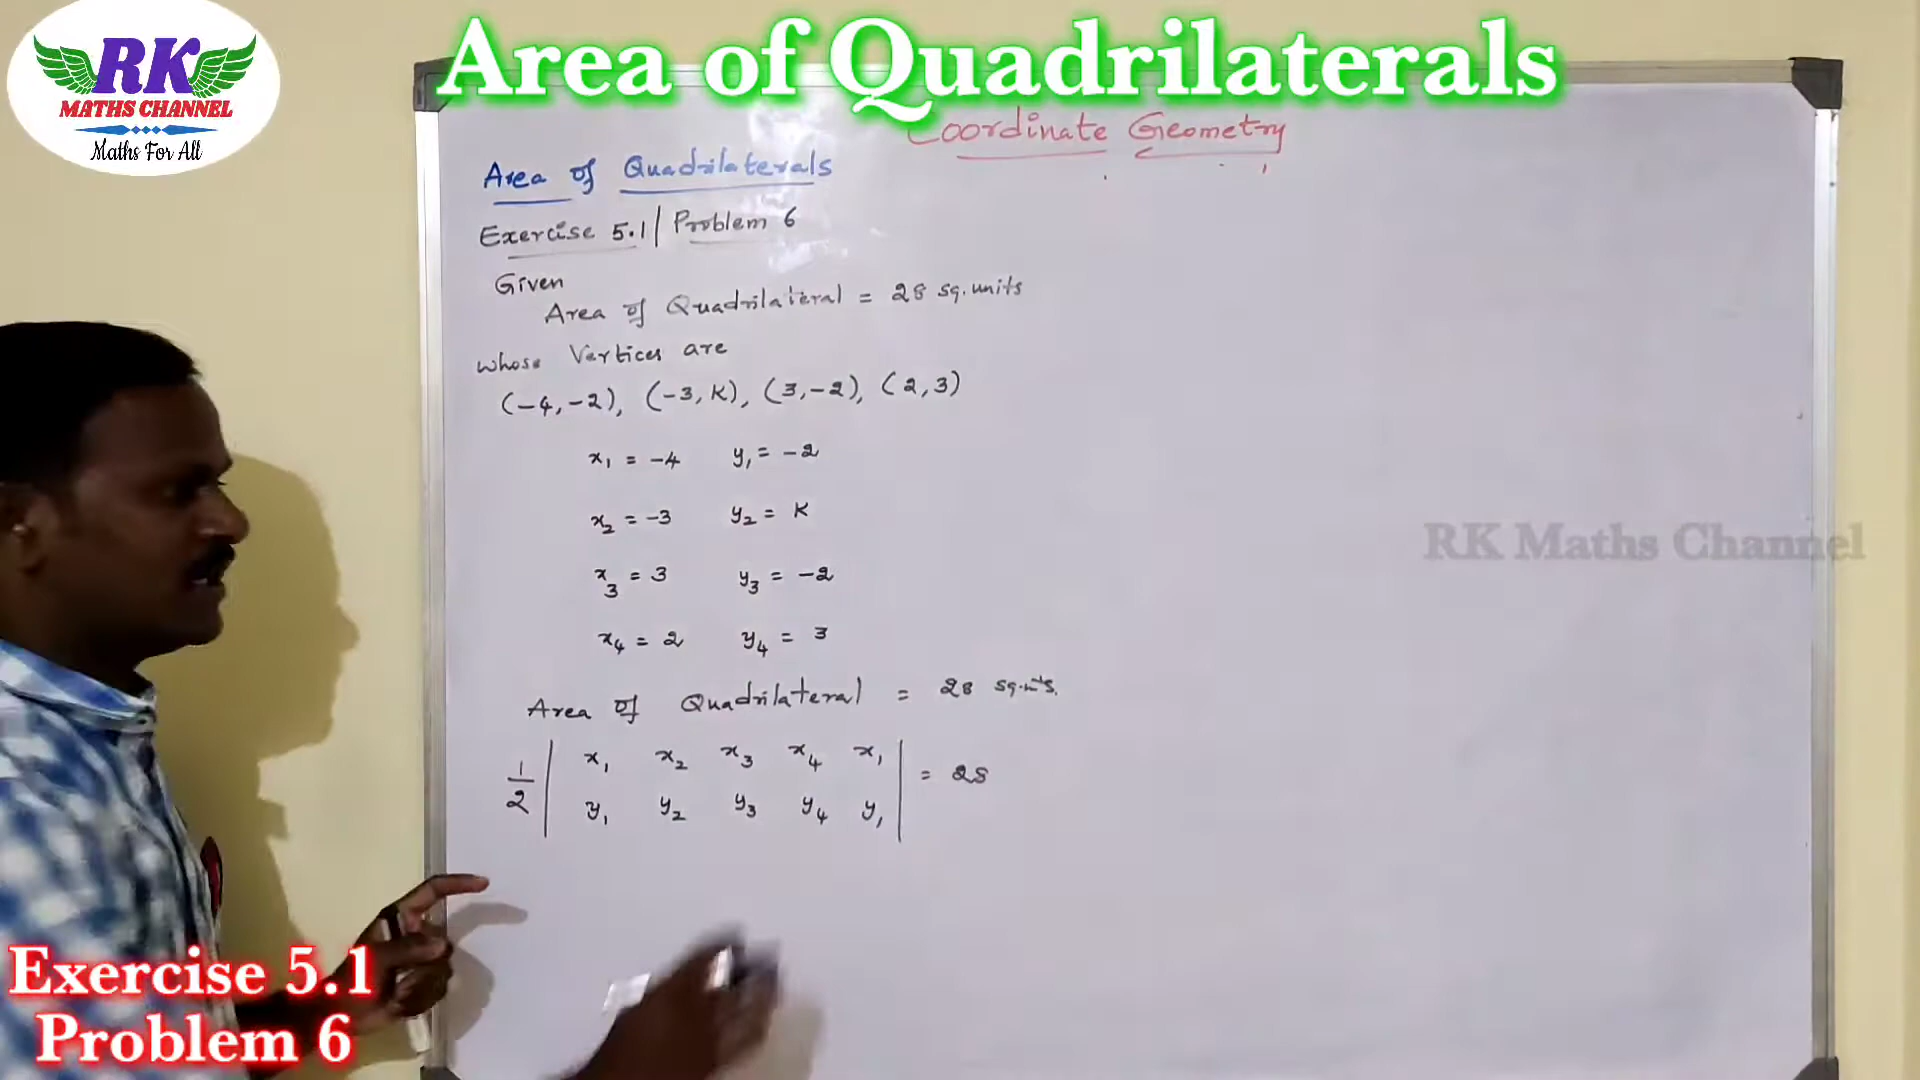 RK
MATHS CHANNEL
Maths For All
Area of Quadrilaterals
Coordinate Geometry
Area of Quadrilaterals
Exercise 5.1 | Problem 6
Given
Area of Quadrilateral = 28 sq.units
whose Vertices are
(-4,-2), (-3, K), (3,-2), (2,3)
x₁ = -4 y₁ = -2
x₂ = -3 y₂ = K
x₃ = 3 y₃ = -2
x₄ = 2 y₄ = 3
Area of Quadrilateral = 28 sq.nts.
1/2 | x₁ x₂ x₃ x₄ x₁ | = 28
y₁ y₂ y₃ y₄ y₁
RK Maths Channel
Exercise 5.1
Problem 6